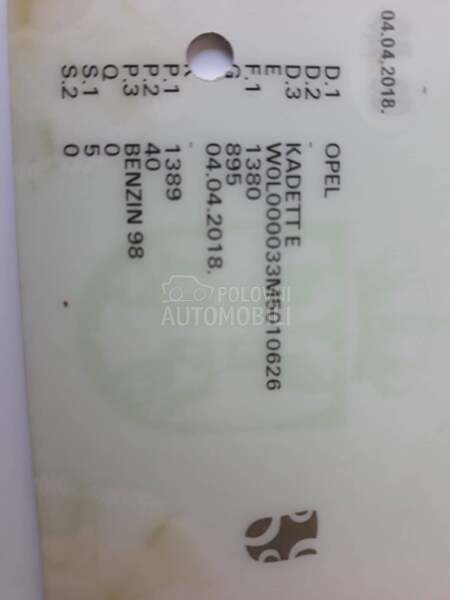 04.04.2018.
D.1 OPEL
D.2 -
D.3 KADETT E
E W0L000033M5010626
F.1 1380
G 895
04.04.2018.
K -
P.1 1389
P.2 40
P.3 BENZIN 98
Q 0
S.1 5
S.2 0
POLOVNI
AUTOMOBILI